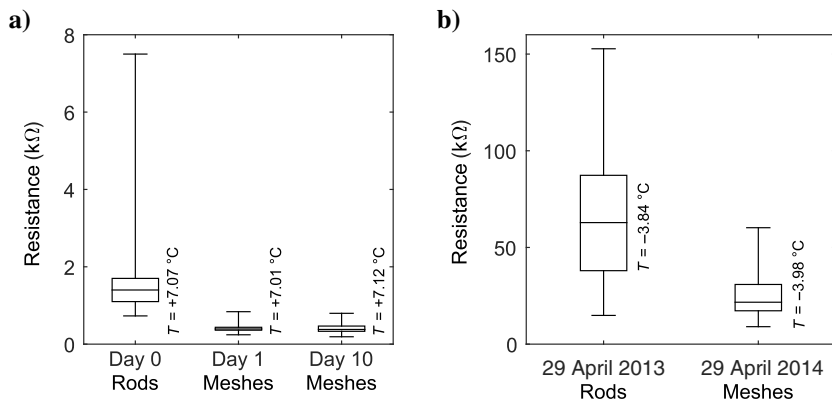 a)
8
6
4
2
0
Resistance (kΩ)
T = +7.07 °C
T = +7.01 °C
T = +7.12 °C
Day 0 Day 1 Day 10
Rods Meshes Meshes
b)
150
100
50
0
Resistance (kΩ)
T = −3.84 °C
T = −3.98 °C
29 April 2013 29 April 2014
Rods Meshes